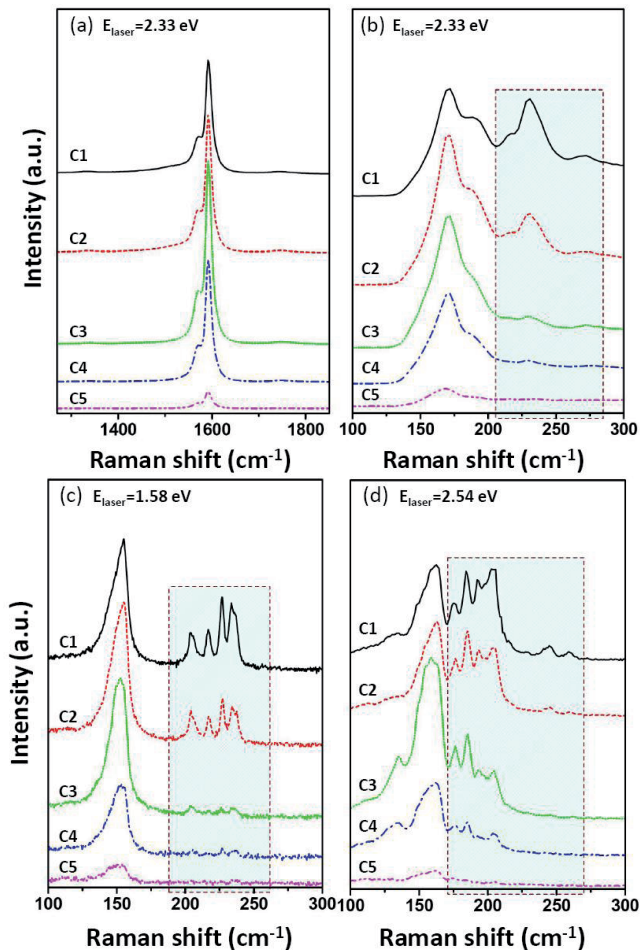 (a) E_laser=2.33 eV
C1
C2
C3
C4
C5
1400 1600 1800
Raman shift (cm⁻¹)
(b) E_laser=2.33 eV
C1
C2
C3
C4
C5
100 150 200 250 300
Raman shift (cm⁻¹)
Intensity (a.u.)
(c) E_laser=1.58 eV
C1
C2
C3
C4
C5
100 150 200 250 300
Raman shift (cm⁻¹)
(d) E_laser=2.54 eV
C1
C2
C3
C4
C5
100 150 200 250 300
Raman shift (cm⁻¹)
Intensity (a.u.)